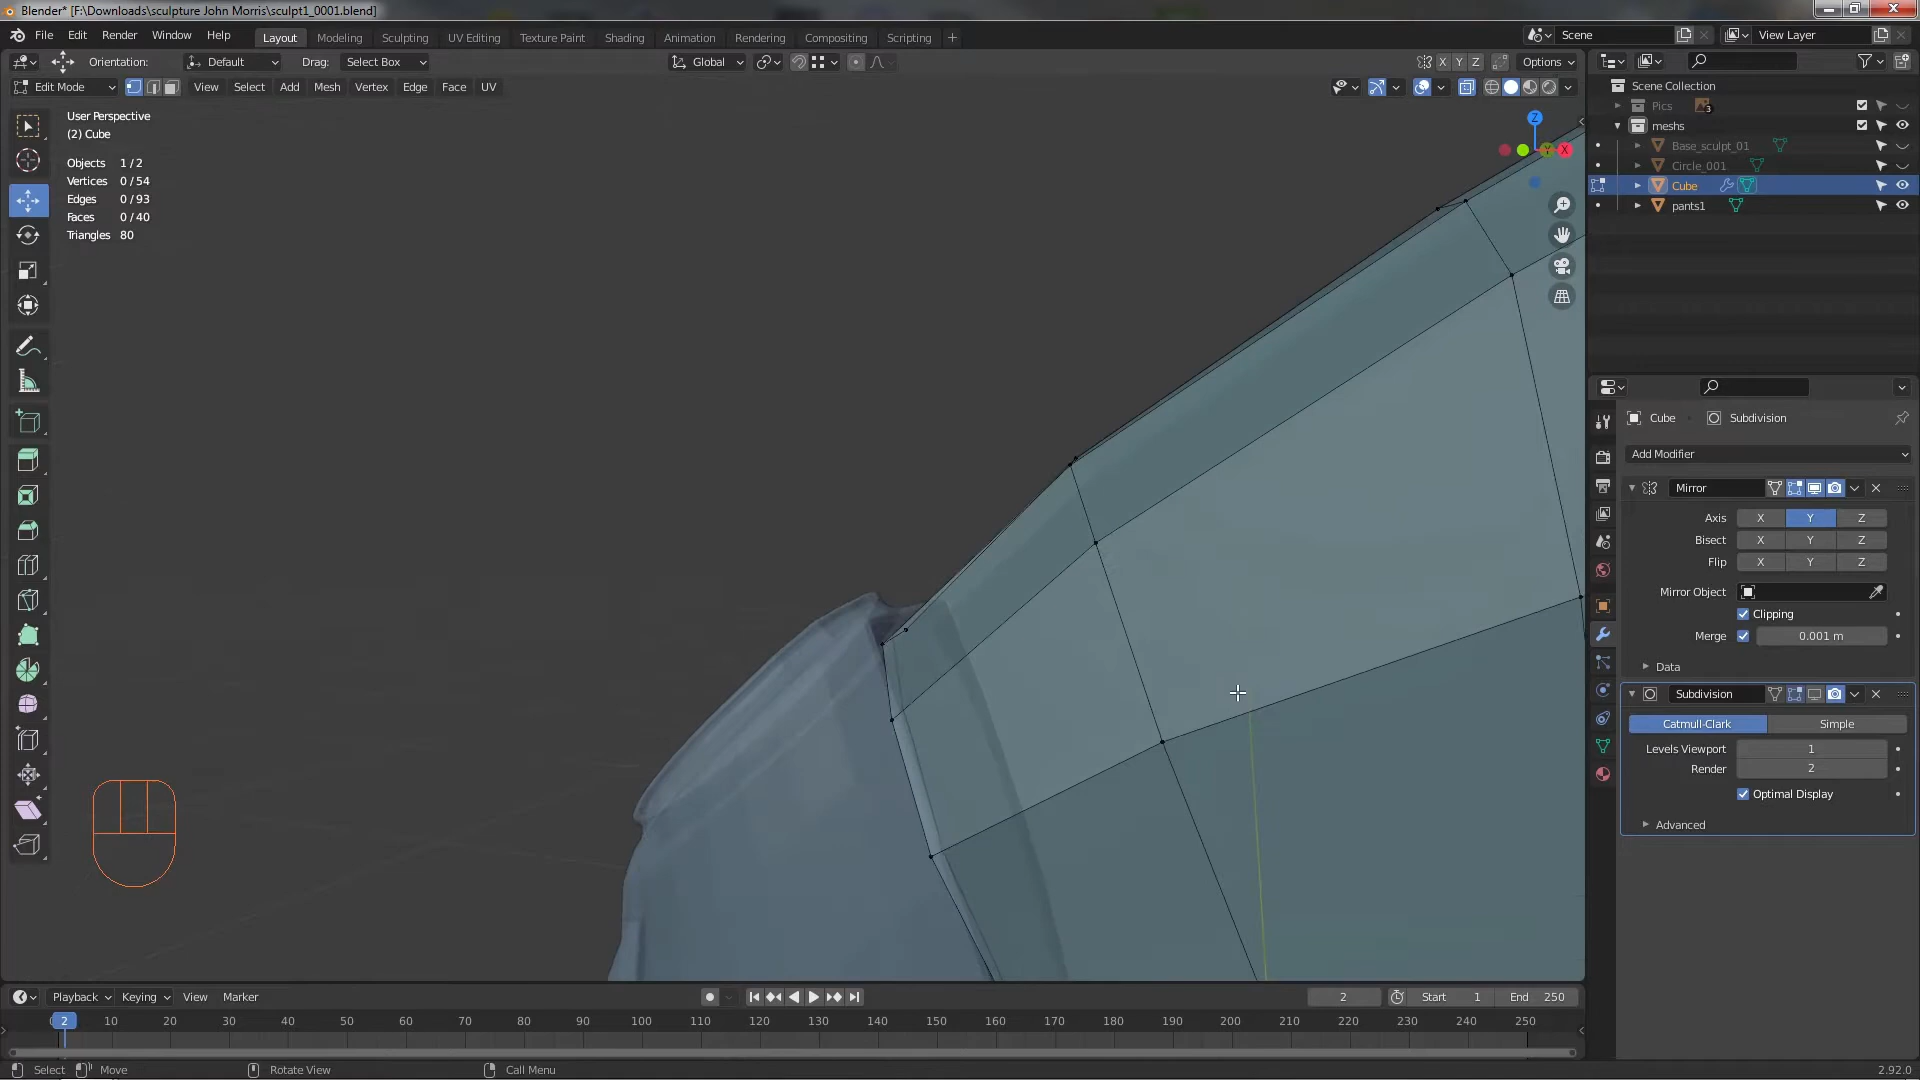 Blender* [F:\Downloads\sculpture John Morris\sculpt1_0001.blend]
File Edit Render Window Help Layout Modeling Sculpting UV Editing Texture Paint Shading Animation Rendering Compositing Scripting Scene View Layer
Orientation: Default Drag: Select Box Global X Y Z Options
Edit Mode View Select Add Mesh Vertex Edge Face UV
User Perspective
(2) Cube
Objects 1/2
Vertices 0/54
Edges 0/93
Faces 0/40
Triangles 80
Z
X
Scene Collection
Pics 3
meshs
Base_sculpt_01
Circle_001
Cube
pants1
Cube Subdivision
Add Modifier
Mirror
Axis X Y Z
Bisect X Y Z
Flip X Y Z
Mirror Object
Clipping
Merge 0.001 m
Data
Subdivision
Catmull-Clark Simple
Levels Viewport 1
Render 2
Optimal Display
Advanced
Playback Keying View Marker 2 Start 1 End 250
2 10 20 30 40 50 60 70 80 90 100 110 120 130 140 150 160 170 180 190 200 210 220 230 240 250
Select Move Rotate View Call Menu 2.92.0